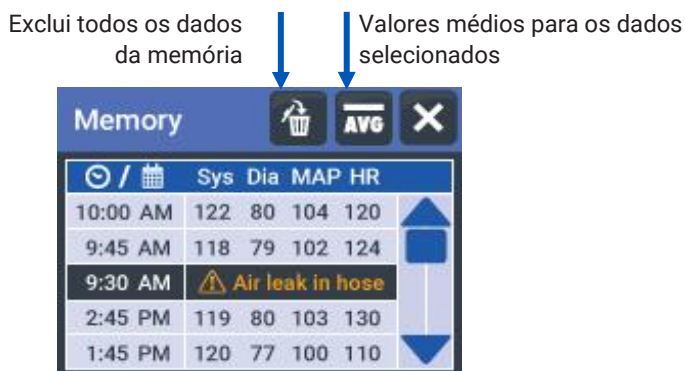 Exclui todos os dados
da memória
Valores médios para os dados
selecionados
Memory AVG
/ Sys Dia MAP HR
10:00 AM 122 80 104 120
9:45 AM 118 79 102 124
9:30 AM Air leak in hose
2:45 PM 119 80 103 130
1:45 PM 120 77 100 110